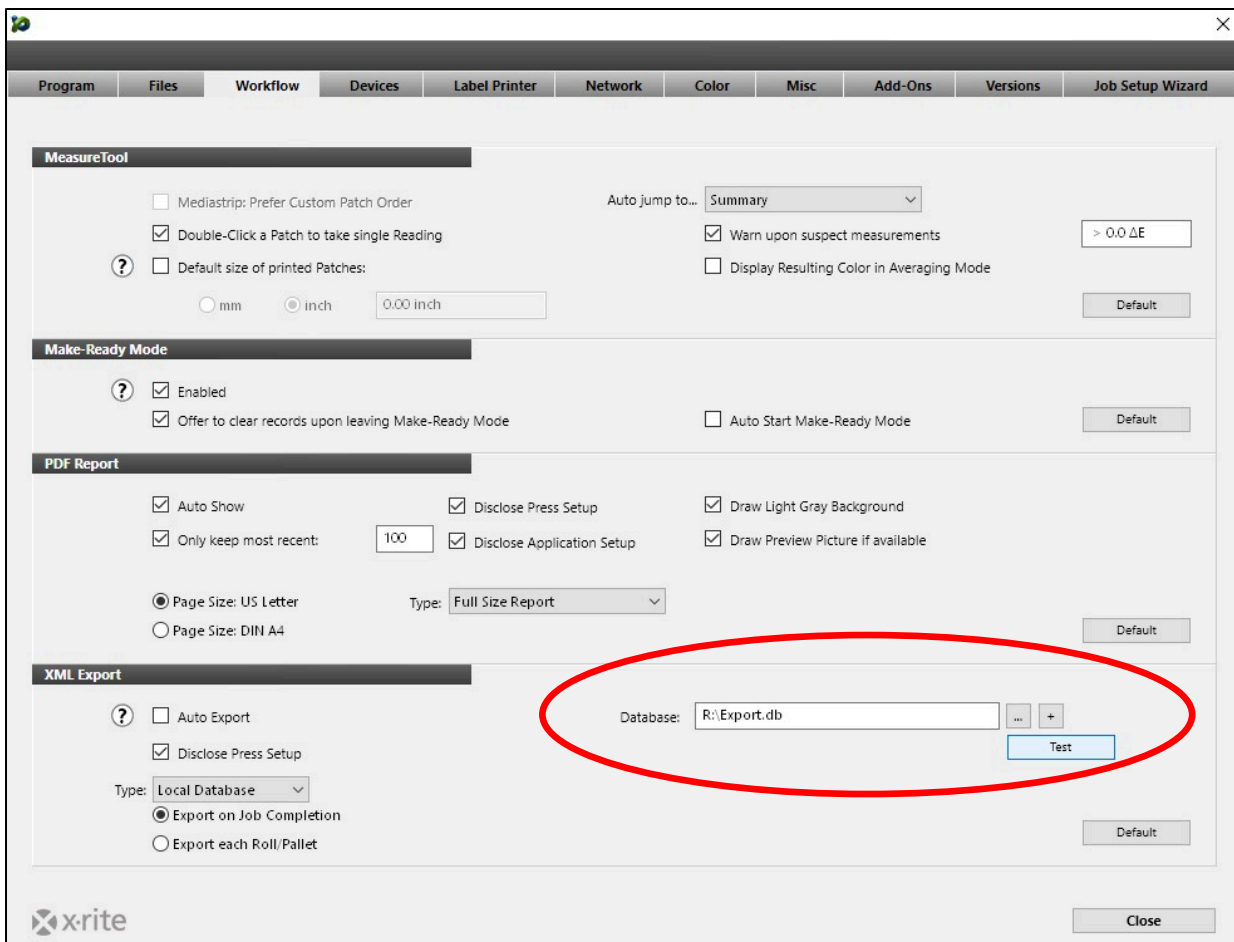 Program Files Workflow Devices Label Printer Network Color Misc Add-Ons Versions Job Setup Wizard
MeasureTool
Mediastrip: Prefer Custom Patch Order
Auto jump to... Summary
Double-Click a Patch to take single Reading
Warn upon suspect measurements > 0.0 ΔE
? Default size of printed Patches:
Display Resulting Color in Averaging Mode
mm inch 0.00 inch
Default
Make-Ready Mode
? Enabled
Offer to clear records upon leaving Make-Ready Mode
Auto Start Make-Ready Mode
Default
PDF Report
Auto Show
Disclose Press Setup
Draw Light Gray Background
Only keep most recent: 100
Disclose Application Setup
Draw Preview Picture if available
Page Size: US Letter
Type: Full Size Report
Page Size: DIN A4
Default
XML Export
? Auto Export
Database: R:\Export.db ... +
Disclose Press Setup
Test
Type: Local Database
Export on Job Completion
Export each Roll/Pallet
Default
x·rite
Close